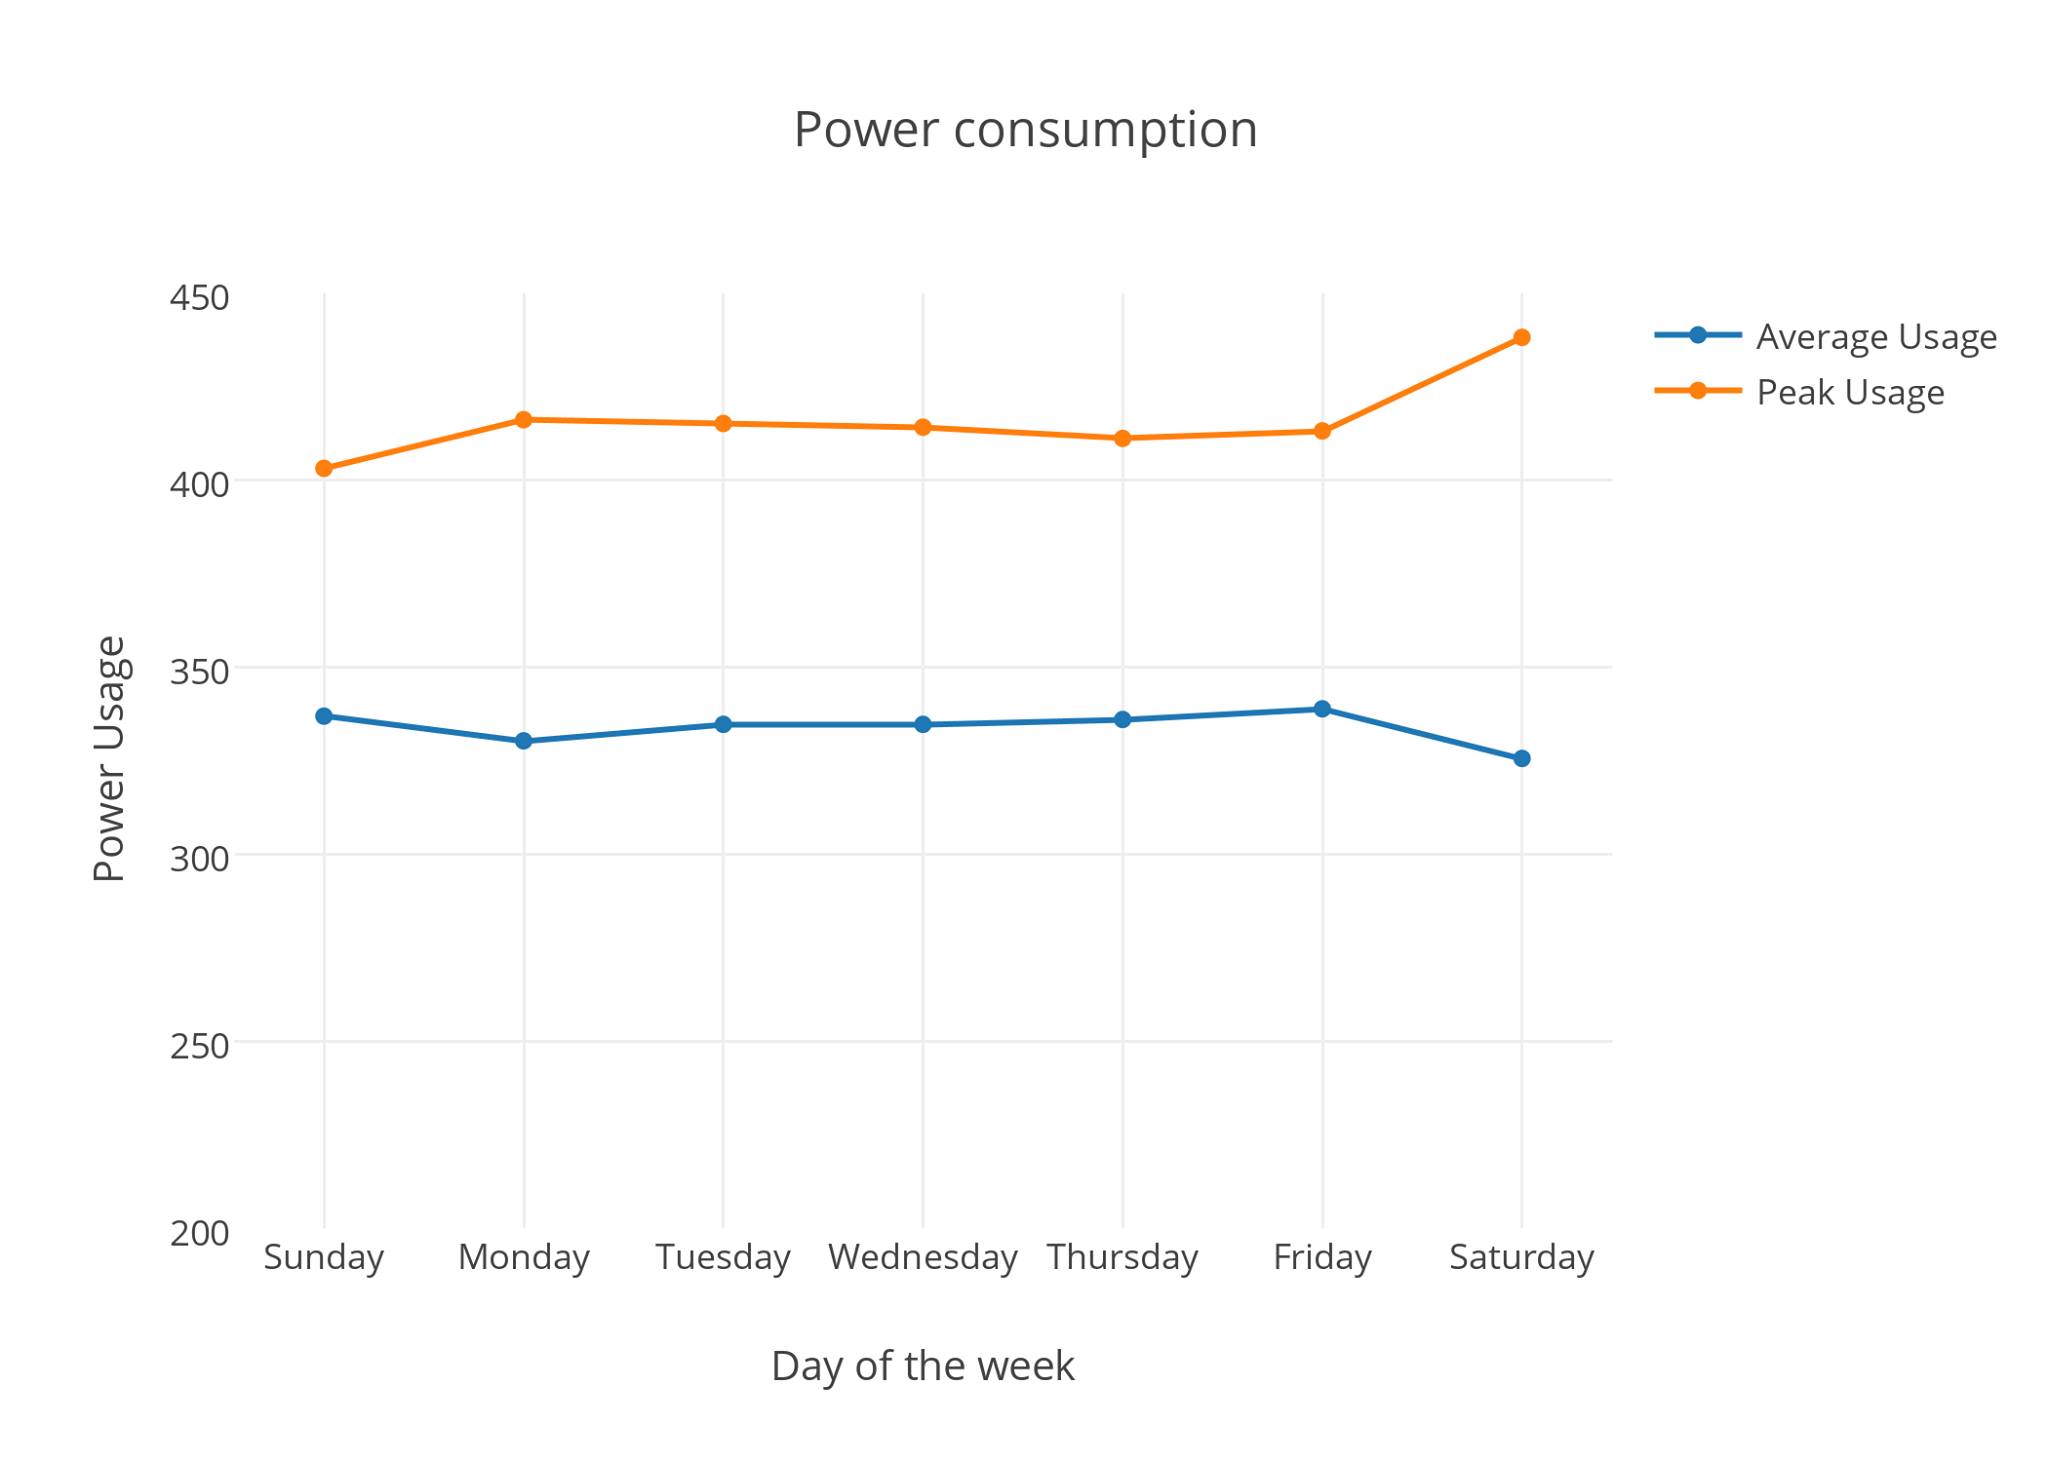 Power consumption
450
400
350
300
250
200
Power Usage
Sunday Monday Tuesday Wednesday Thursday Friday Saturday
Day of the week
Average Usage
Peak Usage